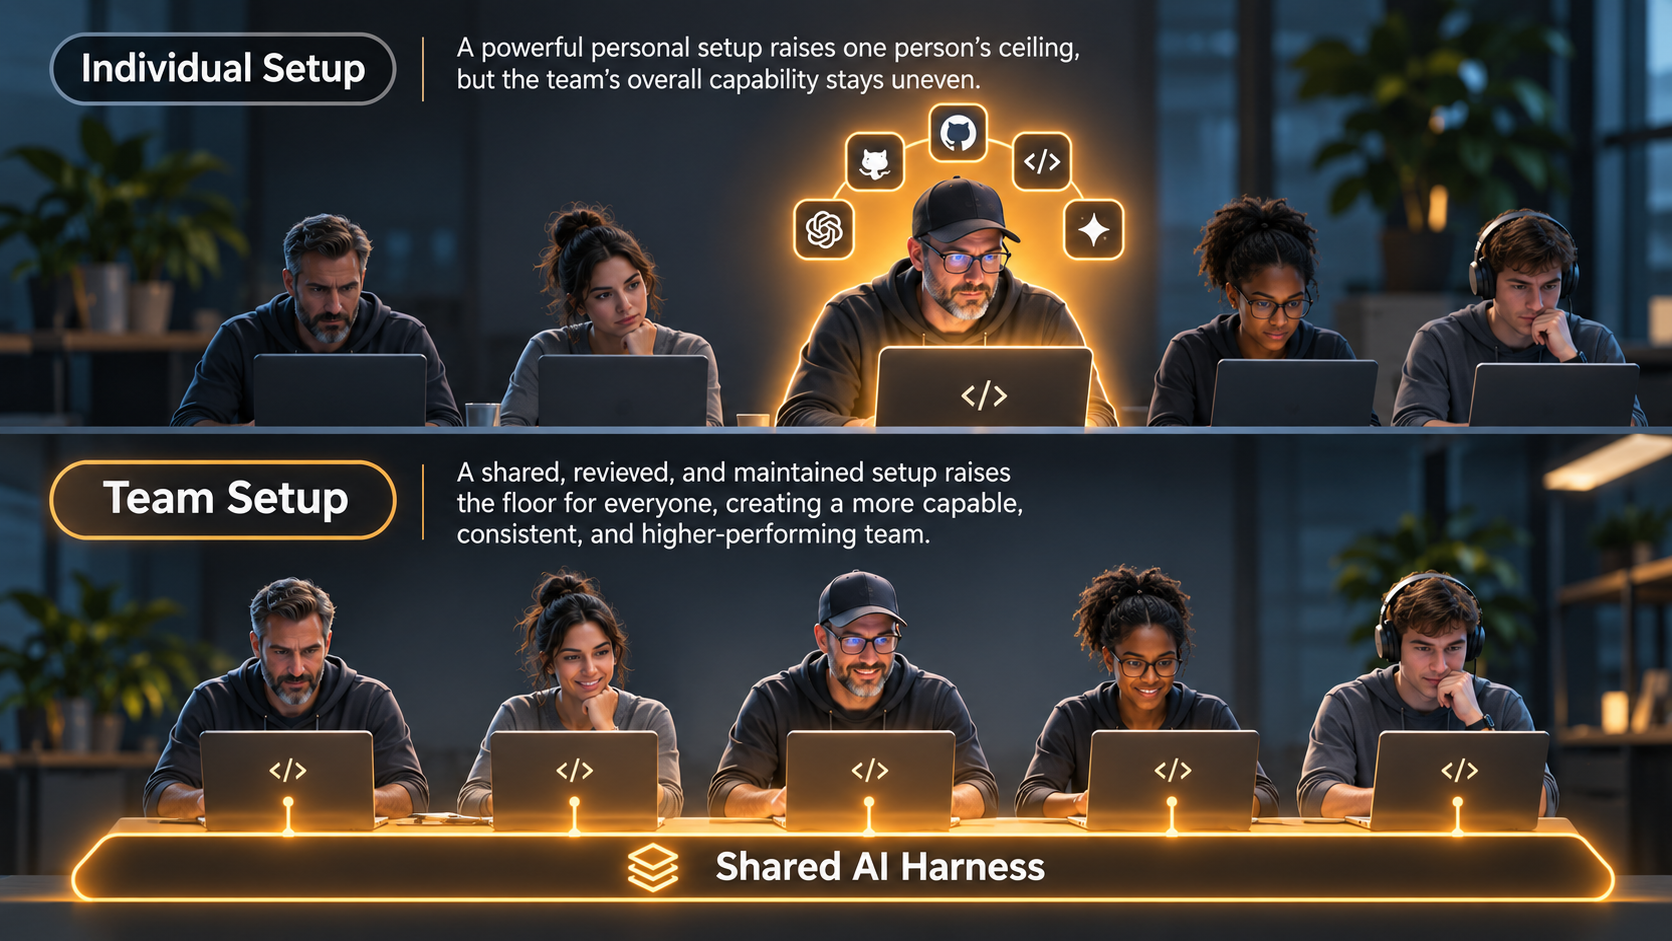 Individual Setup
A powerful personal setup raises one person's ceiling,
but the team's overall capability stays uneven.
</>
</>
Team Setup
A shared, revieved, and maintained setup raises
the floor for everyone, creating a more capable,
consistent, and higher-performing team.
</>
</>
</>
</>
</>
Shared AI Harness